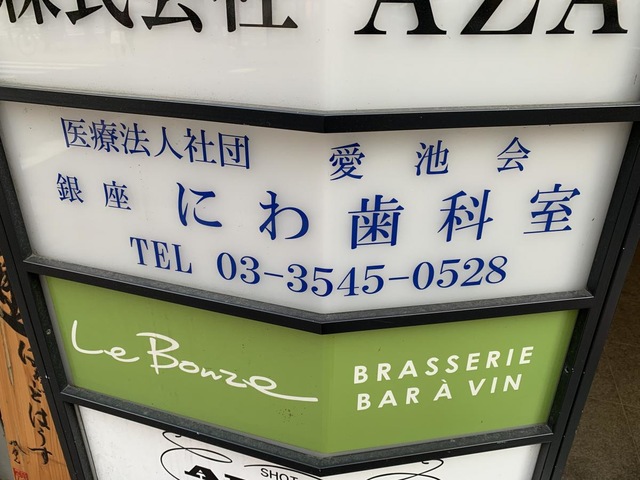 株式会社 AZA
医療法人社団 愛池会
銀座 にわ歯科室
TEL 03-3545-0528
Le Bonze
BRASSERIE
BAR À VIN
SHOT